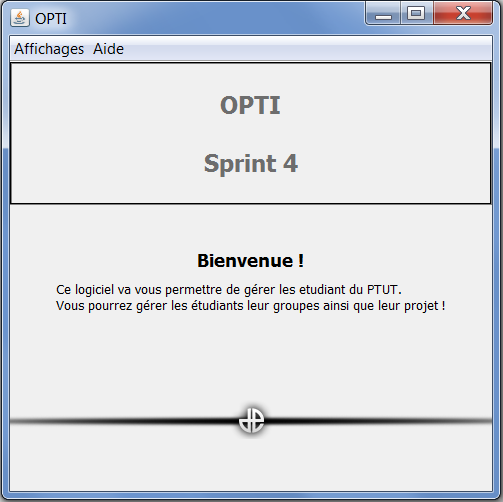 OPTI
Affichages Aide
OPTI
Sprint 4
Bienvenue !
Ce logiciel va vous permettre de gérer les etudiant du PTUT.
Vous pourrez gérer les étudiants leur groupes ainsi que leur projet !